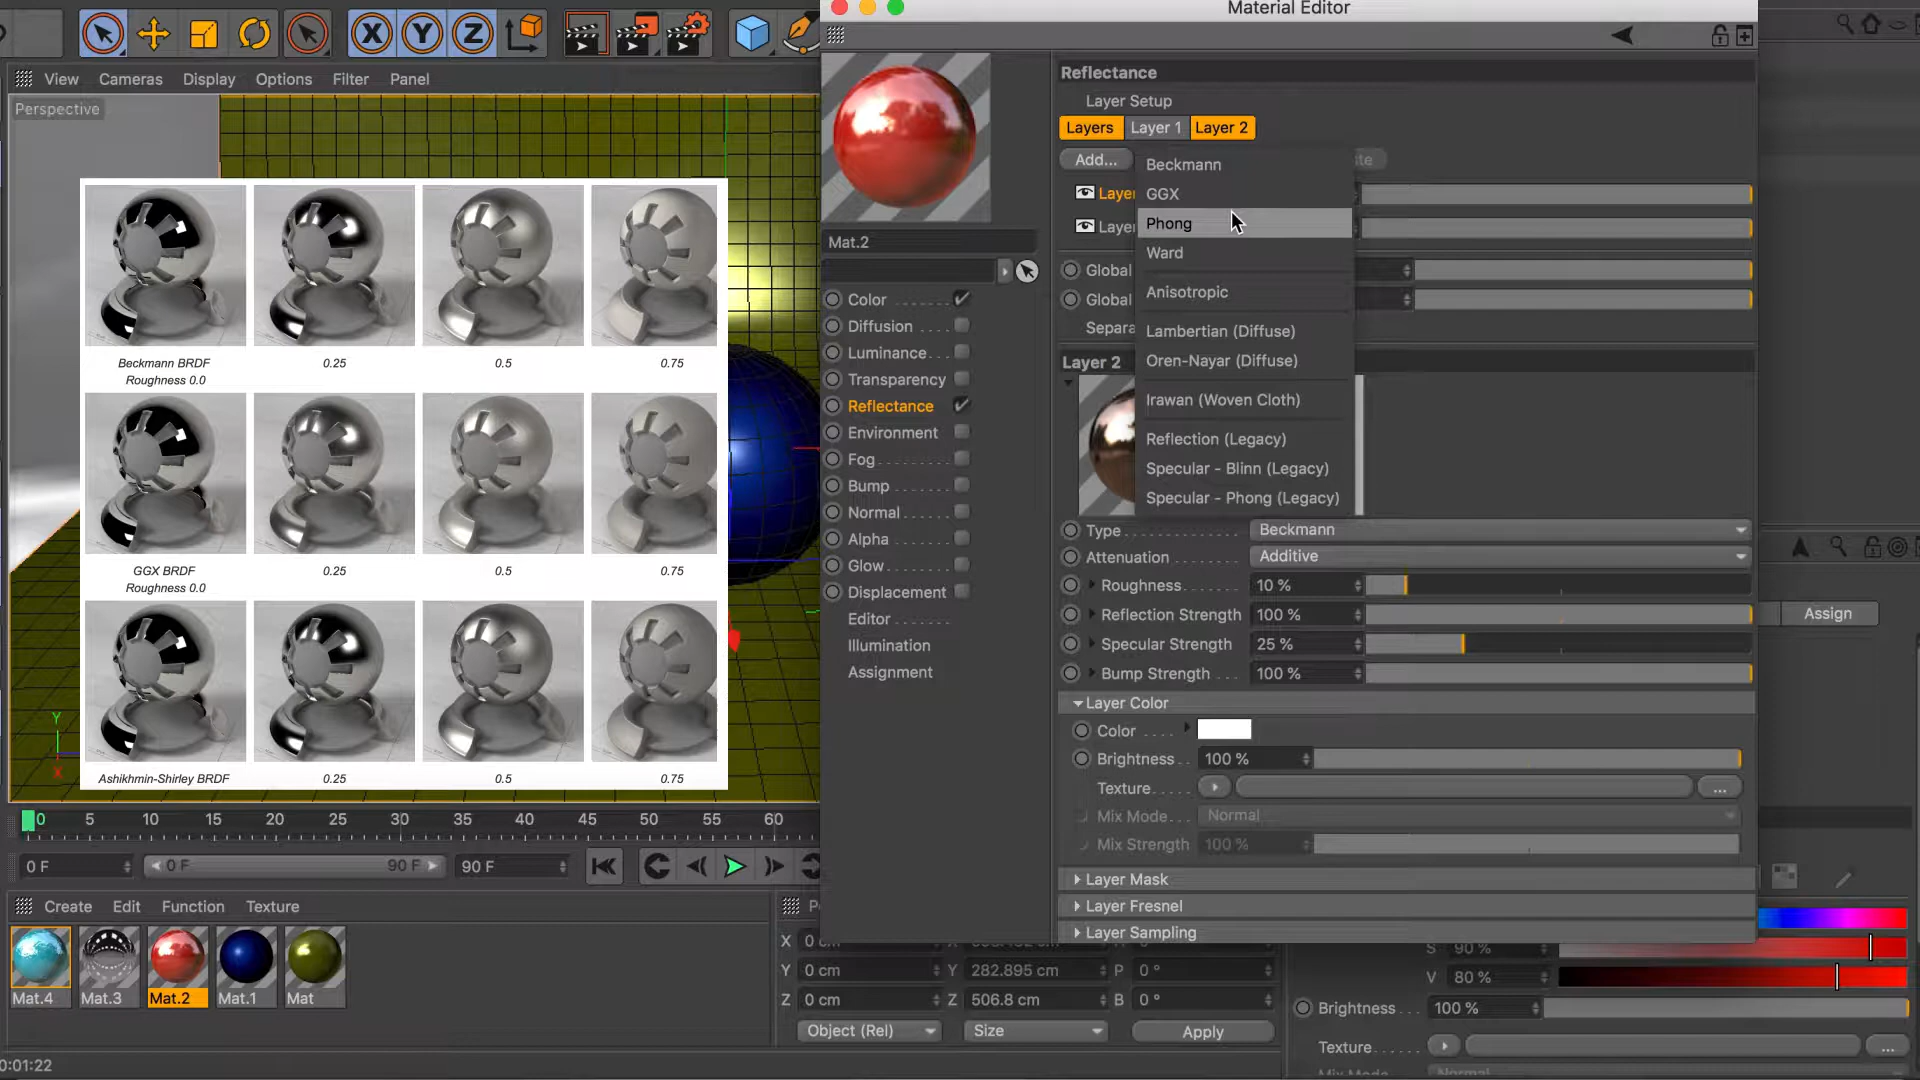 Material Editor
X Y Z
View Cameras Display Options Filter Panel
Perspective
Beckmann BRDF
Roughness 0.0
0.25
0.5
0.75
GGX BRDF
Roughness 0.0
0.25
0.5
0.75
Ashikhmin-Shirley BRDF
0.25
0.5
0.75
Y
X
0 5 10 15 20 25 30 35 40 45 50 55 60
0 F
0 F 90 F
90 F
Create Edit Function Texture
Mat.4 Mat.3 Mat.2 Mat.1 Mat
0:01:22
Mat.2
Color
Diffusion
Luminance
Transparency
Reflectance
Environment
Fog
Bump
Normal
Alpha
Glow
Displacement
Editor
Illumination
Assignment
Reflectance
Layer Setup
Layers Layer 1 Layer 2
Add...
Beckmann
GGX
Phong
Ward
Anisotropic
Lambertian (Diffuse)
Oren-Nayar (Diffuse)
Irawan (Woven Cloth)
Reflection (Legacy)
Specular - Blinn (Legacy)
Specular - Phong (Legacy)
Global
Global
Layer 2
Type Beckmann
Attenuation Additive
Roughness 10 %
Reflection Strength 100 %
Specular Strength 25 %
Bump Strength 100 %
Layer Color
Color
Brightness 100 %
Texture ...
Mix Mode Normal
Mix Strength 100 %
Layer Mask
Layer Fresnel
Layer Sampling
Assign
X
Y 0 cm Y 282.895 cm P 0 °
Z 0 cm Z 506.8 cm B 0 °
Object (Rel) Size Apply
S 90 %
V 80 %
Brightness 100 %
Texture ...